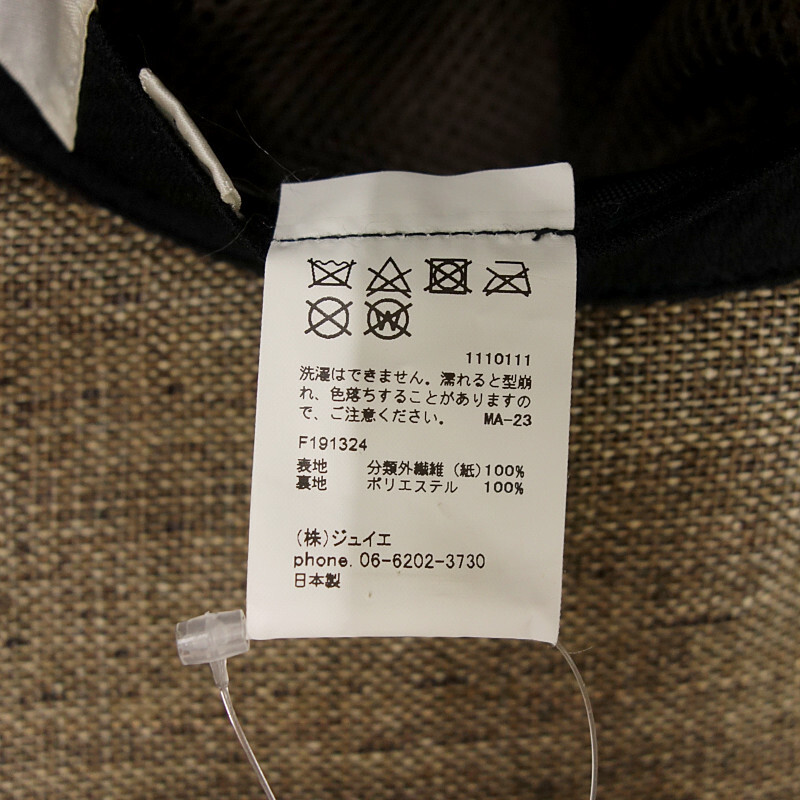 W
1110111
洗濯はできません。濡れると型崩
れ、色落ちすることがありますの
で、ご注意ください。 MA-23
F191324
表地 分類外繊維(紙)100%
裏地 ポリエステル 100%
(株)ジュイエ
phone. 06-6202-3730
日本製